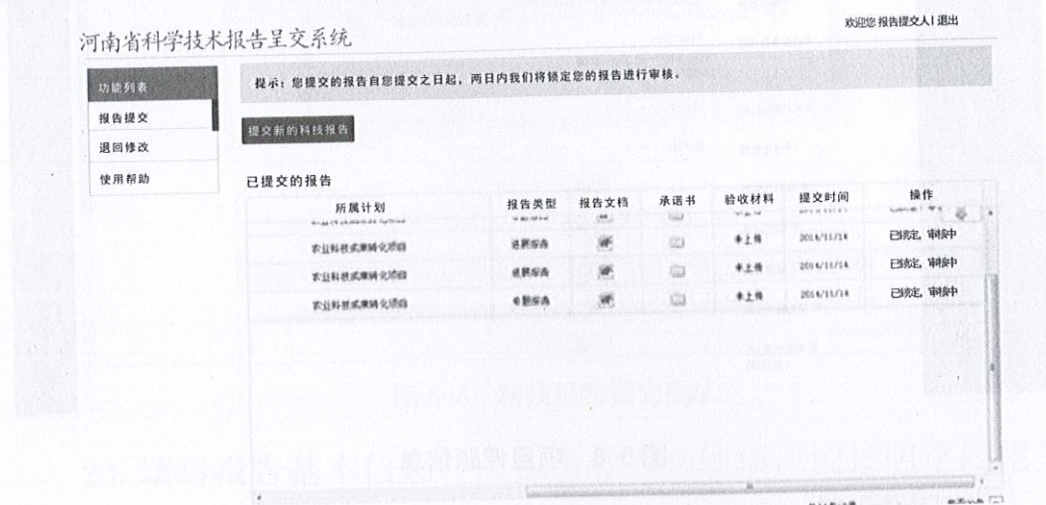 欢迎您 报告提交人| 退出
河南省科学技术报告呈交系统
功能列表
报告提交
退回修改
使用帮助
提示：您提交的报告自您提交之日起，两日内我们将锁定您的报告进行审核。
提交新的科技报告
已提交的报告
所属计划 报告类型 报告文档 承诺书 验收材料 提交时间 操作
农业科技成果转化项目 进展报告 未上传 2014/11/14 已锁定，审核中
农业科技成果转化项目 进展报告 未上传 2014/11/14 已锁定，审核中
农业科技成果转化项目 专题报告 未上传 2014/11/14 已锁定，审核中